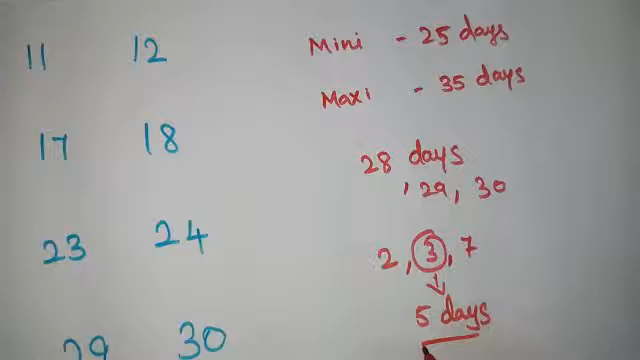 11 12
17 18
23 24
29 30
Mini - 25 days
Maxi - 35 days
28 days
, 29, 30
2, 3, 7
5 days